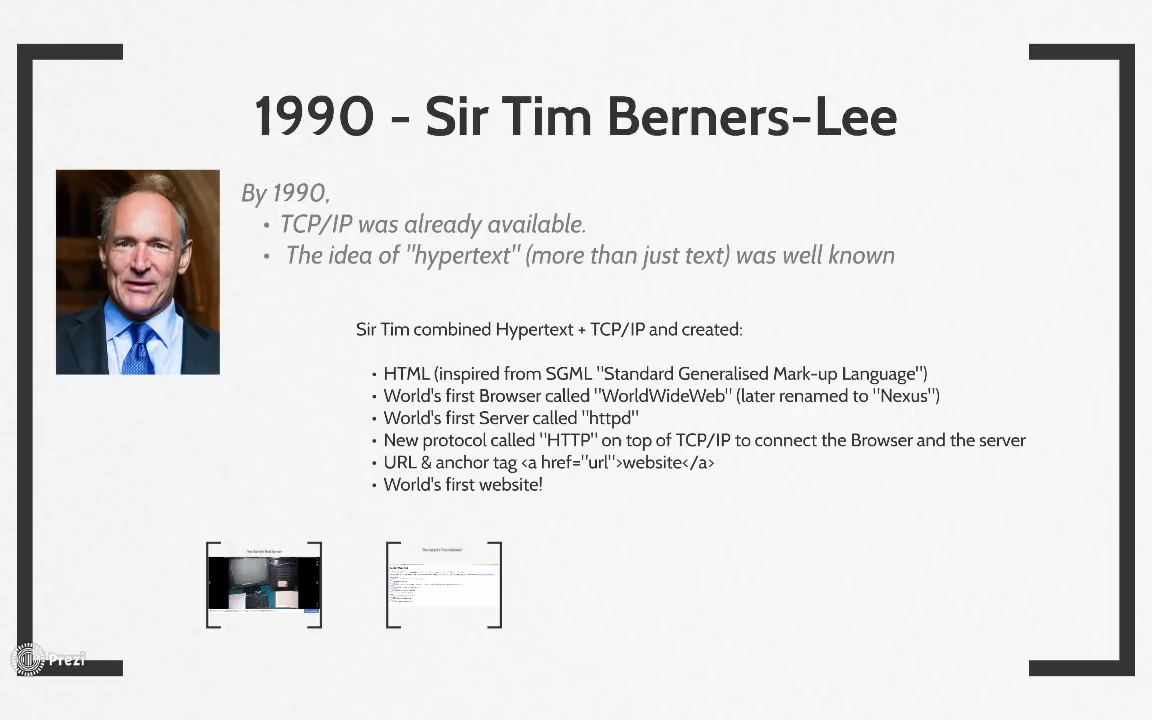 1990 - Sir Tim Berners-Lee
By 1990,
• TCP/IP was already available.
• The idea of "hypertext" (more than just text) was well known
Sir Tim combined Hypertext + TCP/IP and created:
• HTML (inspired from SGML "Standard Generalised Mark-up Language")
• World's first Browser called "WorldWideWeb" (later renamed to "Nexus")
• World's first Server called "httpd"
• New protocol called "HTTP" on top of TCP/IP to connect the Browser and the server
• URL & anchor tag <a href="url">website</a>
• World's first website!
Prezi